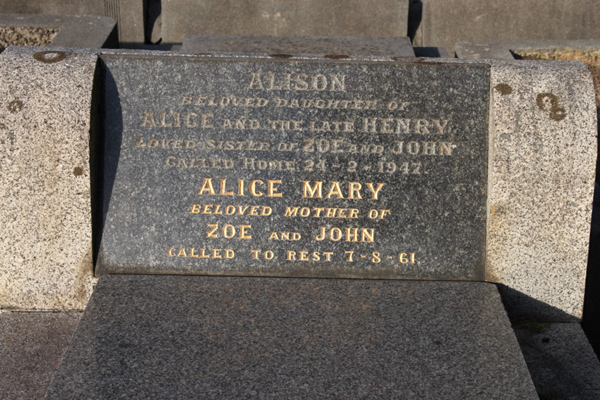 ALISON
BELOVED DAUGHTER OF
ALICE AND THE LATE HENRY,
LOVED SISTER OF ZOE AND JOHN
CALLED HOME 24-2-1947.
ALICE MARY
BELOVED MOTHER OF
ZOE AND JOHN
CALLED TO REST 7-8-61.